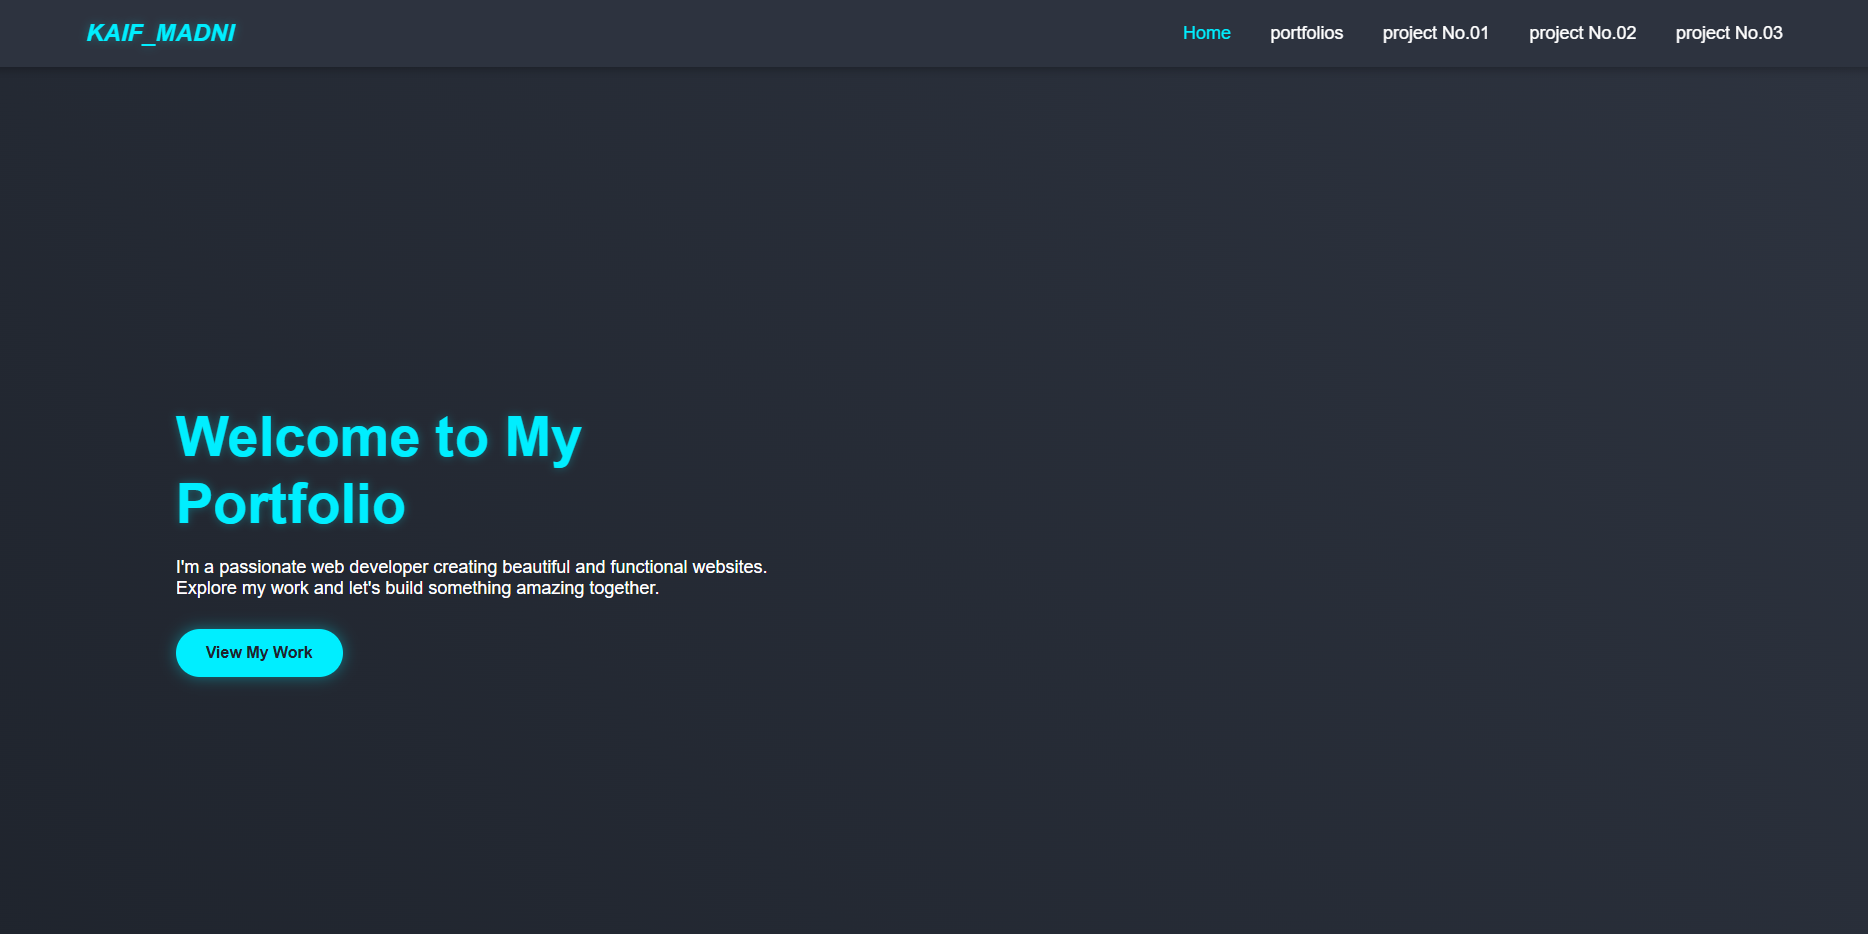 KAIF_MADNI
Home portfolios project No.01 project No.02 project No.03
Welcome to My
Portfolio
I'm a passionate web developer creating beautiful and functional websites.
Explore my work and let's build something amazing together.
View My Work